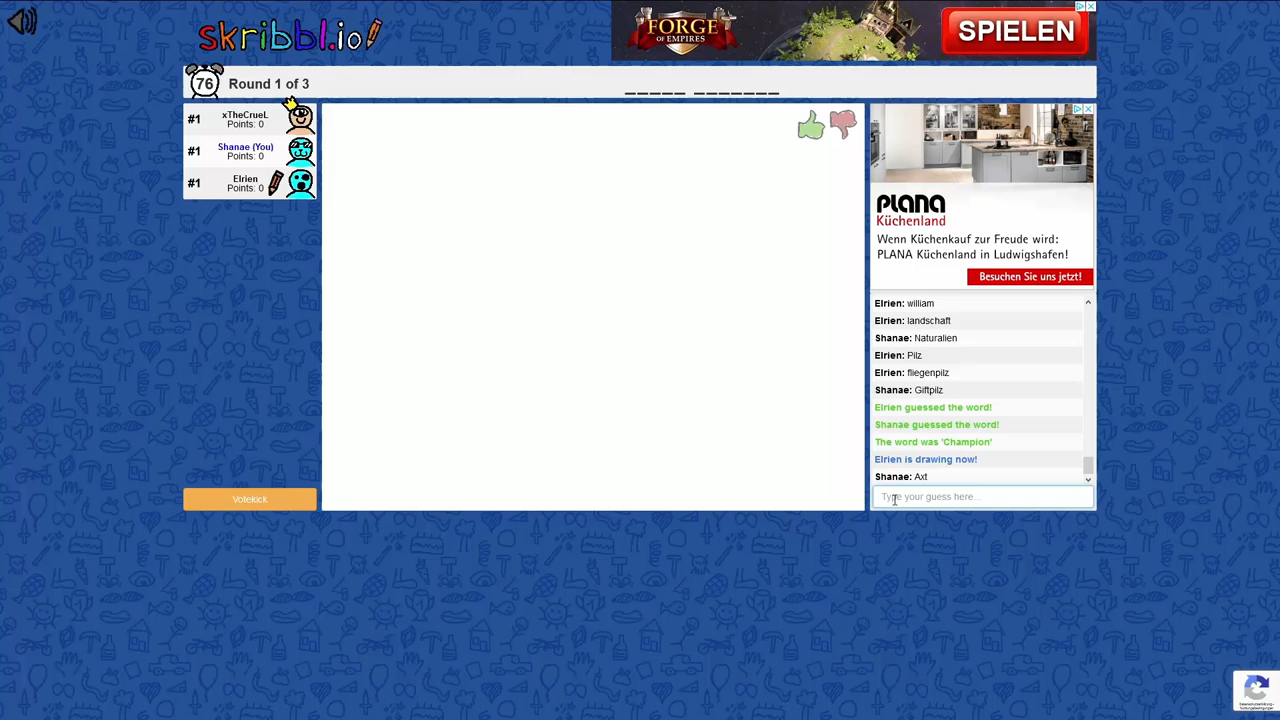 skribbl.io
FORGE
OF EMPIRES
SPIELEN
76
Round 1 of 3
_____ _______
#1
xTheCrueL
Points: 0
#1
Shanae (You)
Points: 0
#1
Elrien
Points: 0
PLANA
Küchenland
Wenn Küchenkauf zur Freude wird:
PLANA Küchenland in Ludwigshafen!
Besuchen Sie uns jetzt!
Elrien: william
Elrien: landschaft
Shanae: Naturalien
Elrien: Pilz
Elrien: fliegenpilz
Shanae: Giftpilz
Elrien guessed the word!
Shanae guessed the word!
The word was 'Champion'
Elrien is drawing now!
Shanae: Axt
Type your guess here...
Votekick